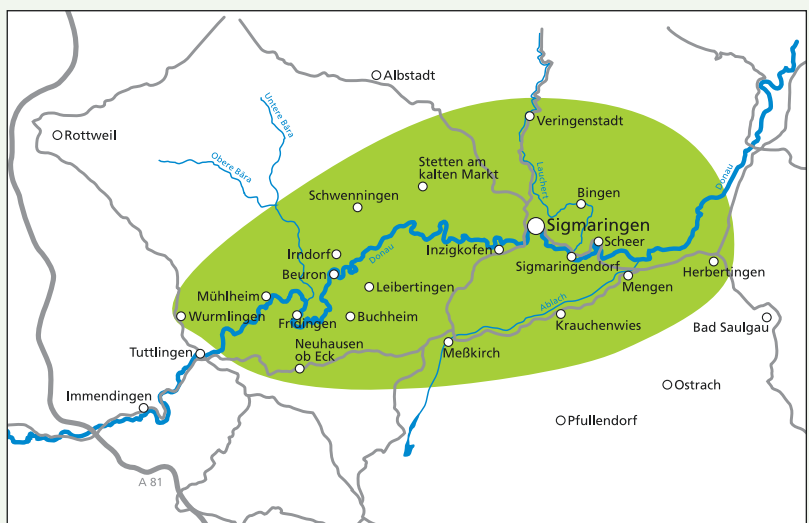 Albstadt
Untere Bära
Veringenstadt
Rottweil
Obere Bära
Stetten am
kalten Markt
Lauchert
Donau
Schwenningen
Bingen
Sigmaringen
Scheer
Irndorf
Donau
Inzigkofen
Beuron
Sigmaringendorf
Herbertingen
Leibertingen
Mengen
Mühlheim
Ablach
Wurmlingen
Fridingen
Buchheim
Krauchenwies
Bad Saulgau
Tuttlingen
Neuhausen
ob Eck
Meßkirch
Ostrach
Immendingen
Pfullendorf
A 81